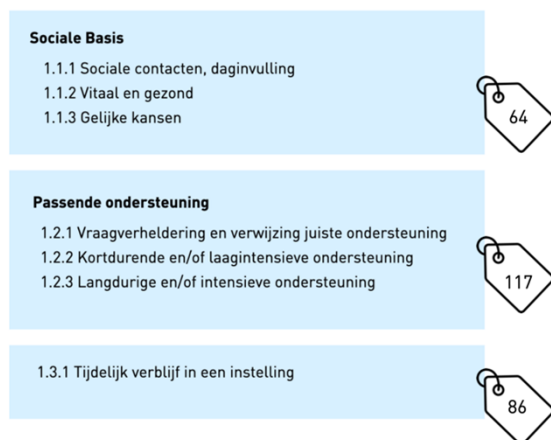 Sociale Basis
1.1.1 Sociale contacten, daginvulling
1.1.2 Vitaal en gezond
1.1.3 Gelijke kansen
64
Passende ondersteuning
1.2.1 Vraagverheldering en verwijzing juiste ondersteuning
1.2.2 Kortdurende en/of laagintensieve ondersteuning
1.2.3 Langdurige en/of intensieve ondersteuning
117
1.3.1 Tijdelijk verblijf in een instelling
86